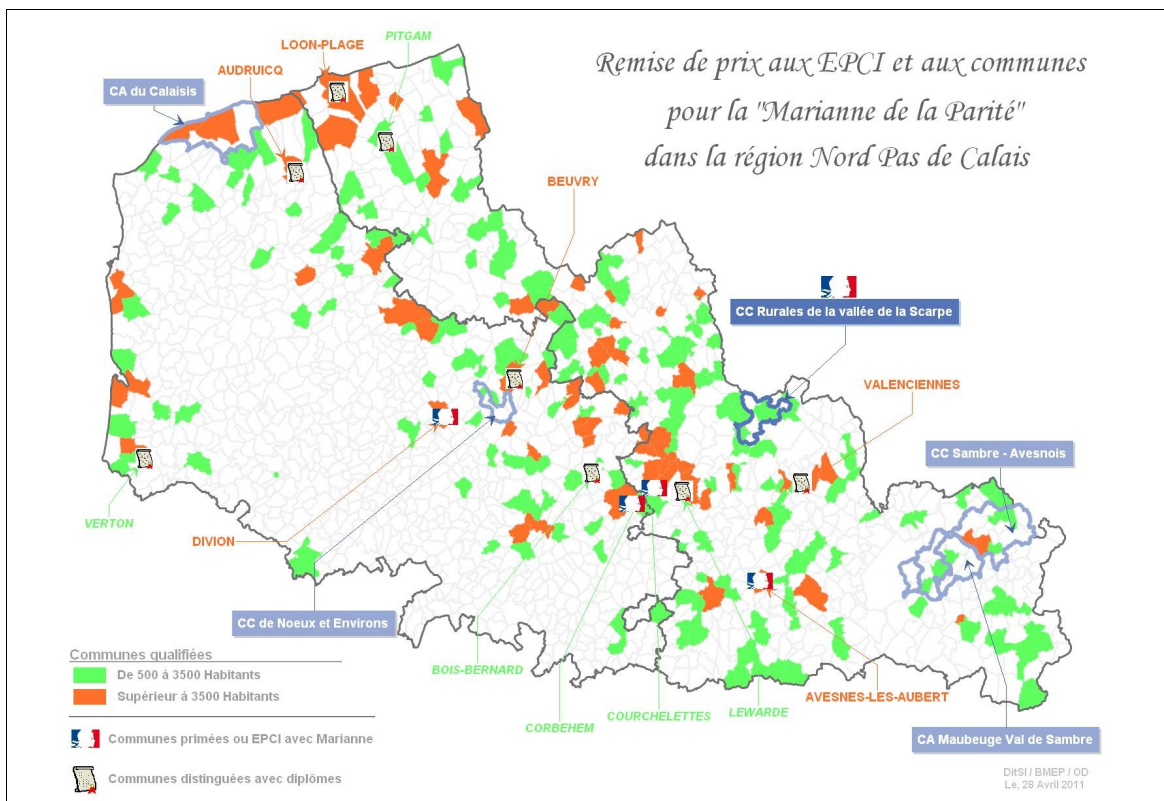 Remise de prix aux EPCI et aux communes
pour la "Marianne de la Parité"
dans la région Nord Pas de Calais
PITGAM
LOON-PLAGE
AUDRUICQ
CA du Calaisis
BEUVRY
CC Rurales de la vallée de la Scarpe
VALENCIENNES
CC Sambre - Avesnois
VERTON
DIVION
CC de Noeux et Environs
BOIS-BERNARD
CORBEHEM
COURCHELETTES
LEWARDE
AVESNES-LES-AUBERT
CA Maubeuge Val de Sambre
Communes qualifiées
De 500 à 3500 Habitants
Supérieur à 3500 Habitants
Communes primées ou EPCI avec Marianne
Communes distinguées avec diplômes
DitSI / BMEP / OD
Le, 28 Avril 2011